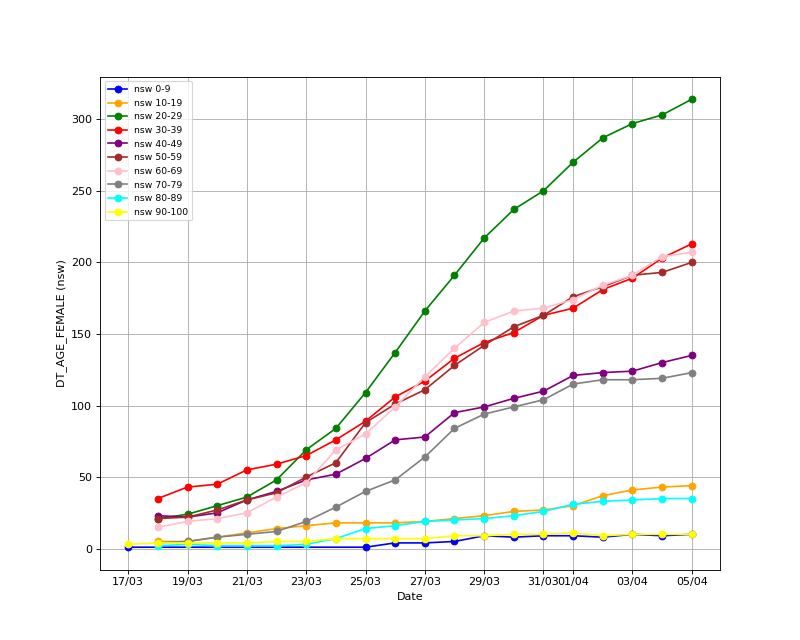 nsw 0-9
nsw 10-19
nsw 20-29
nsw 30-39
nsw 40-49
nsw 50-59
nsw 60-69
nsw 70-79
nsw 80-89
nsw 90-100
DT_AGE_FEMALE (nsw)
300
250
200
150
100
50
0
17/03 19/03 21/03 23/03 25/03 27/03 29/03 31/03 01/04 03/04 05/04
Date